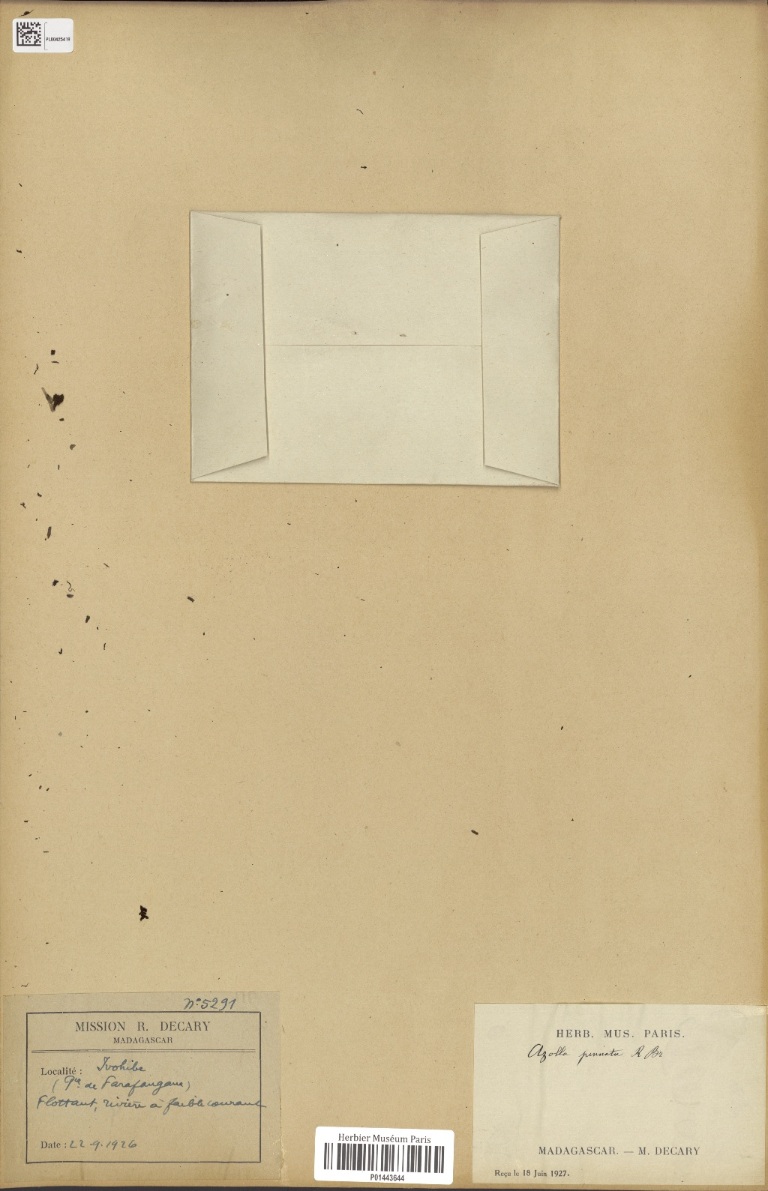 nº 5291
MISSION R. DECARY
MADAGASCAR
Localité : Ivohibe
(Pce de Farafangana)
Flottant, rivière à faible courant
Date : 22-9-1926
HERB. MUS. PARIS.
Azolla pinnata R. Br.
MADAGASCAR. — M. DECARY
Reçu le 18 Juin 1927.
Herbier Muséum Paris
P01443644